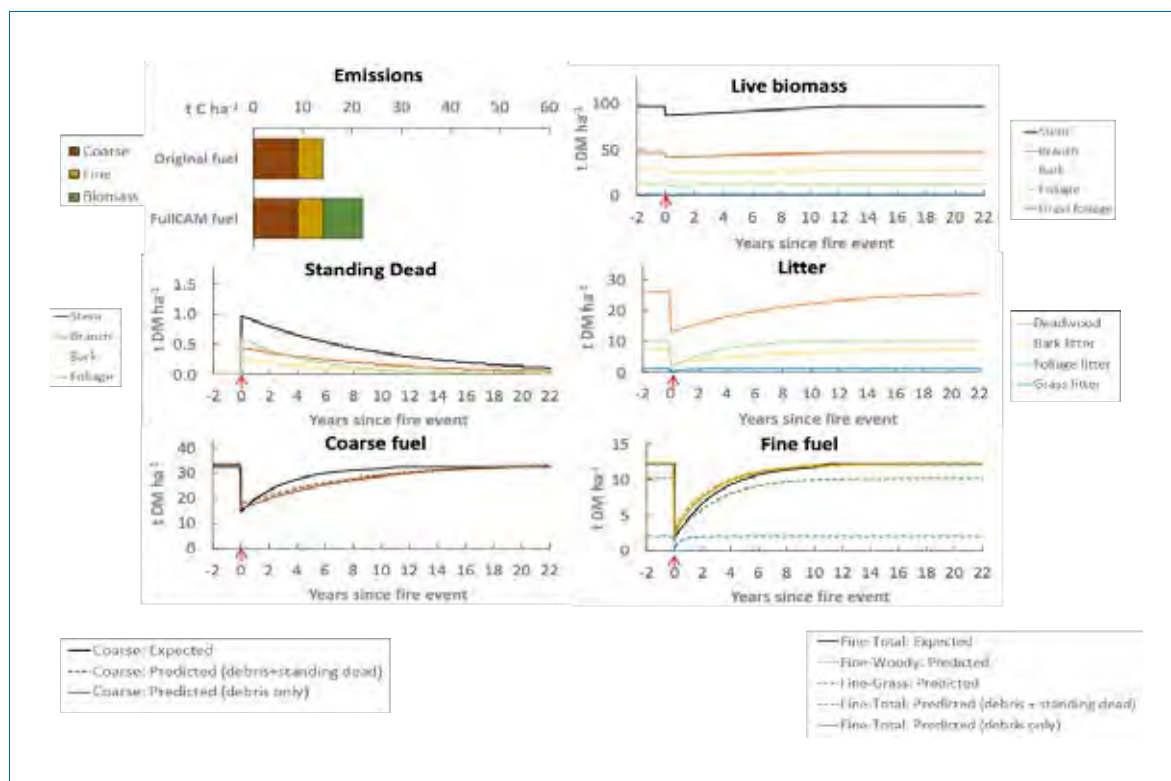 Emissions
t C ha⁻¹ 0 10 20 30 40 50 60
Coarse
Fine
Biomass
Original fuel
FullCAM fuel
Live biomass
t DM ha⁻¹
100
50
0
-2 0 2 4 6 8 10 12 14 16 18 20 22
Years since fire event
Stem
Branch
Bark
Foliage
Grass foliage
Standing Dead
t DM ha⁻¹
1.5
1.0
0.5
0.0
-2 0 2 4 6 8 10 12 14 16 18 20 22
Years since fire event
Stem
Branch
Bark
Foliage
Litter
t DM ha⁻¹
30
20
10
0
-2 0 2 4 6 8 10 12 14 16 18 20 22
Years since fire event
Deadwood
Bark litter
Foliage litter
Grass litter
Coarse fuel
t DM ha⁻¹
40
30
20
10
0
-2 0 2 4 6 8 10 12 14 16 18 20 22
Years since fire event
Coarse: Expected
Coarse: Predicted (debris+standing dead)
Coarse: Predicted (debris only)
Fine fuel
t DM ha⁻¹
15
10
5
0
-2 0 2 4 6 8 10 12 14 16 18 20 22
Years since fire event
Fine-Total: Expected
Fine-Woody: Predicted
Fine-Grass: Predicted
Fine-Total: Predicted (debris + standing dead)
Fine-Total: Predicted (debris only)